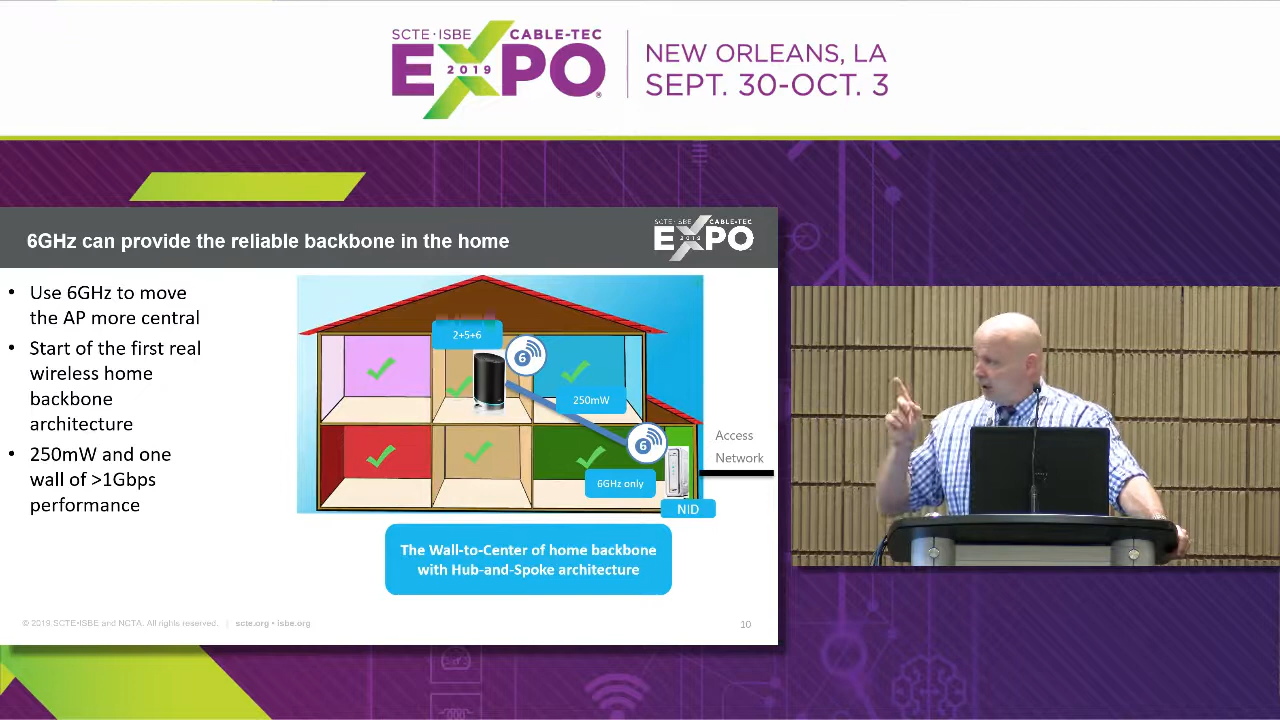 SCTE•ISBE CABLE-TEC
EXPO
2019
NEW ORLEANS, LA
SEPT. 30-OCT. 3
6GHz can provide the reliable backbone in the home
SCTE•ISBE CABLE-TEC
EXPO
2019
• Use 6GHz to move
the AP more central
• Start of the first real
wireless home
backbone
architecture
• 250mW and one
wall of >1Gbps
performance
2+5+6
6
250mW
6
6GHz only
NID
Access
Network
The Wall-to-Center of home backbone
with Hub-and-Spoke architecture
© 2019 SCTE•ISBE and NCTA. All rights reserved. | scte.org • isbe.org
10